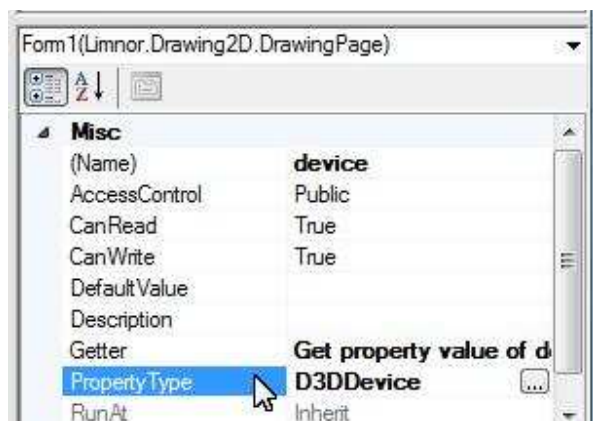 Form1(Limnor.Drawing2D.DrawingPage)
A
Z
Misc
(Name) device
AccessControl Public
CanRead True
CanWrite True
DefaultValue
Description
Getter Get property value of d
PropertyType D3DDevice ...
RunAt Inherit